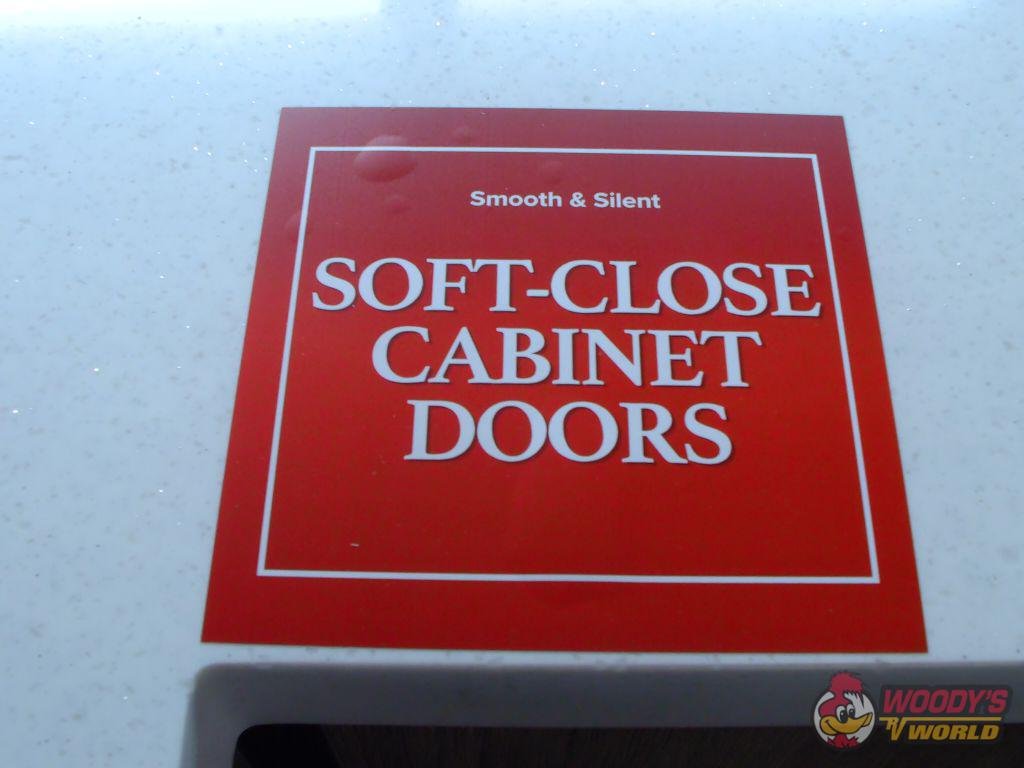 Smooth & Silent
SOFT-CLOSE
CABINET
DOORS
WOODY'S
RV WORLD